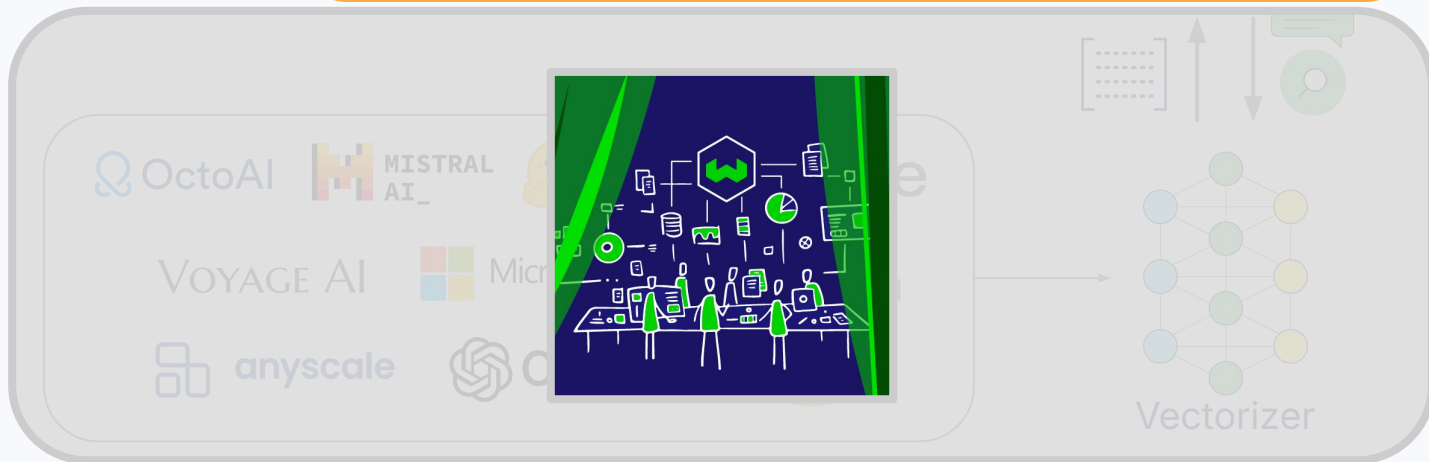 OctoAI
MISTRAL
AI_
VOYAGE AI
anyscale
Vectorizer